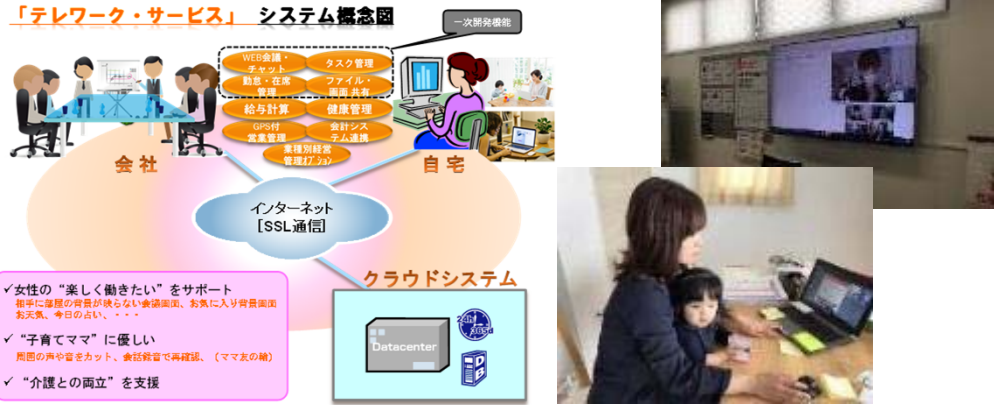 「テレワーク・サービス」 システム概念図
一次開発機能
WEB会議・
チャット
タスク管理
勤怠・在席
管理
ファイル・
画面 共有
給与計算
健康管理
GPS付
営業管理
会計シス
テム連携
業種別経営
管理オプション
会社
自宅
インターネット
[SSL通信]
クラウドシステム
Datacenter
24H
365d
DB
✓女性の“楽しく働きたい”をサポート
相手に部屋の背景が映らない会議画面、お気に入り背景画面
お天気、今日の占い、・・・
✓ “子育てママ”に優しい
周囲の声や音をカット、会話録音で再確認、（ママ友の輪）
✓ “介護との両立”を支援